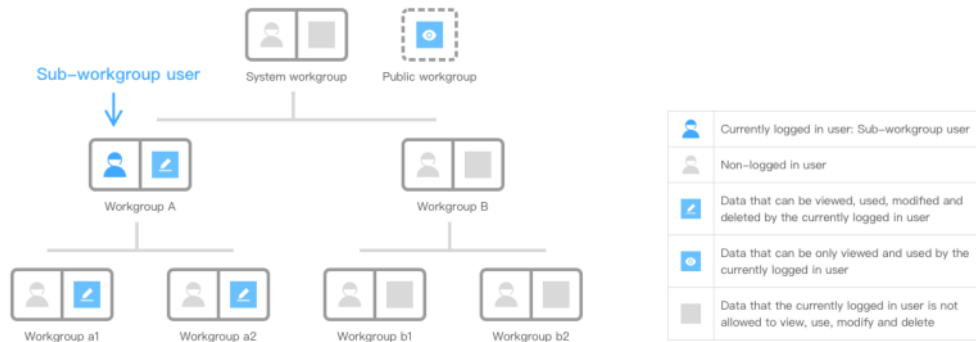 System workgroup
Public workgroup
Sub-workgroup user
Workgroup A
Workgroup B
Workgroup a1
Workgroup a2
Workgroup b1
Workgroup b2
Currently logged in user: Sub-workgroup user
Non-logged in user
Data that can be viewed, used, modified and
deleted by the currently logged in user
Data that can be only viewed and used by the
currently logged in user
Data that the currently logged in user is not
allowed to view, use, modify and delete